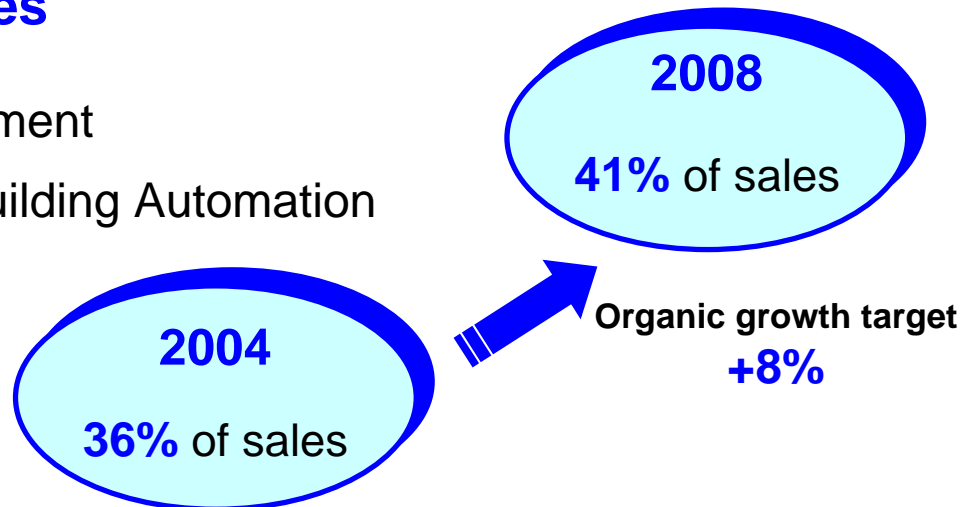 es
ment
uilding Automation
2008
41% of sales
2004
36% of sales
Organic growth target
+8%